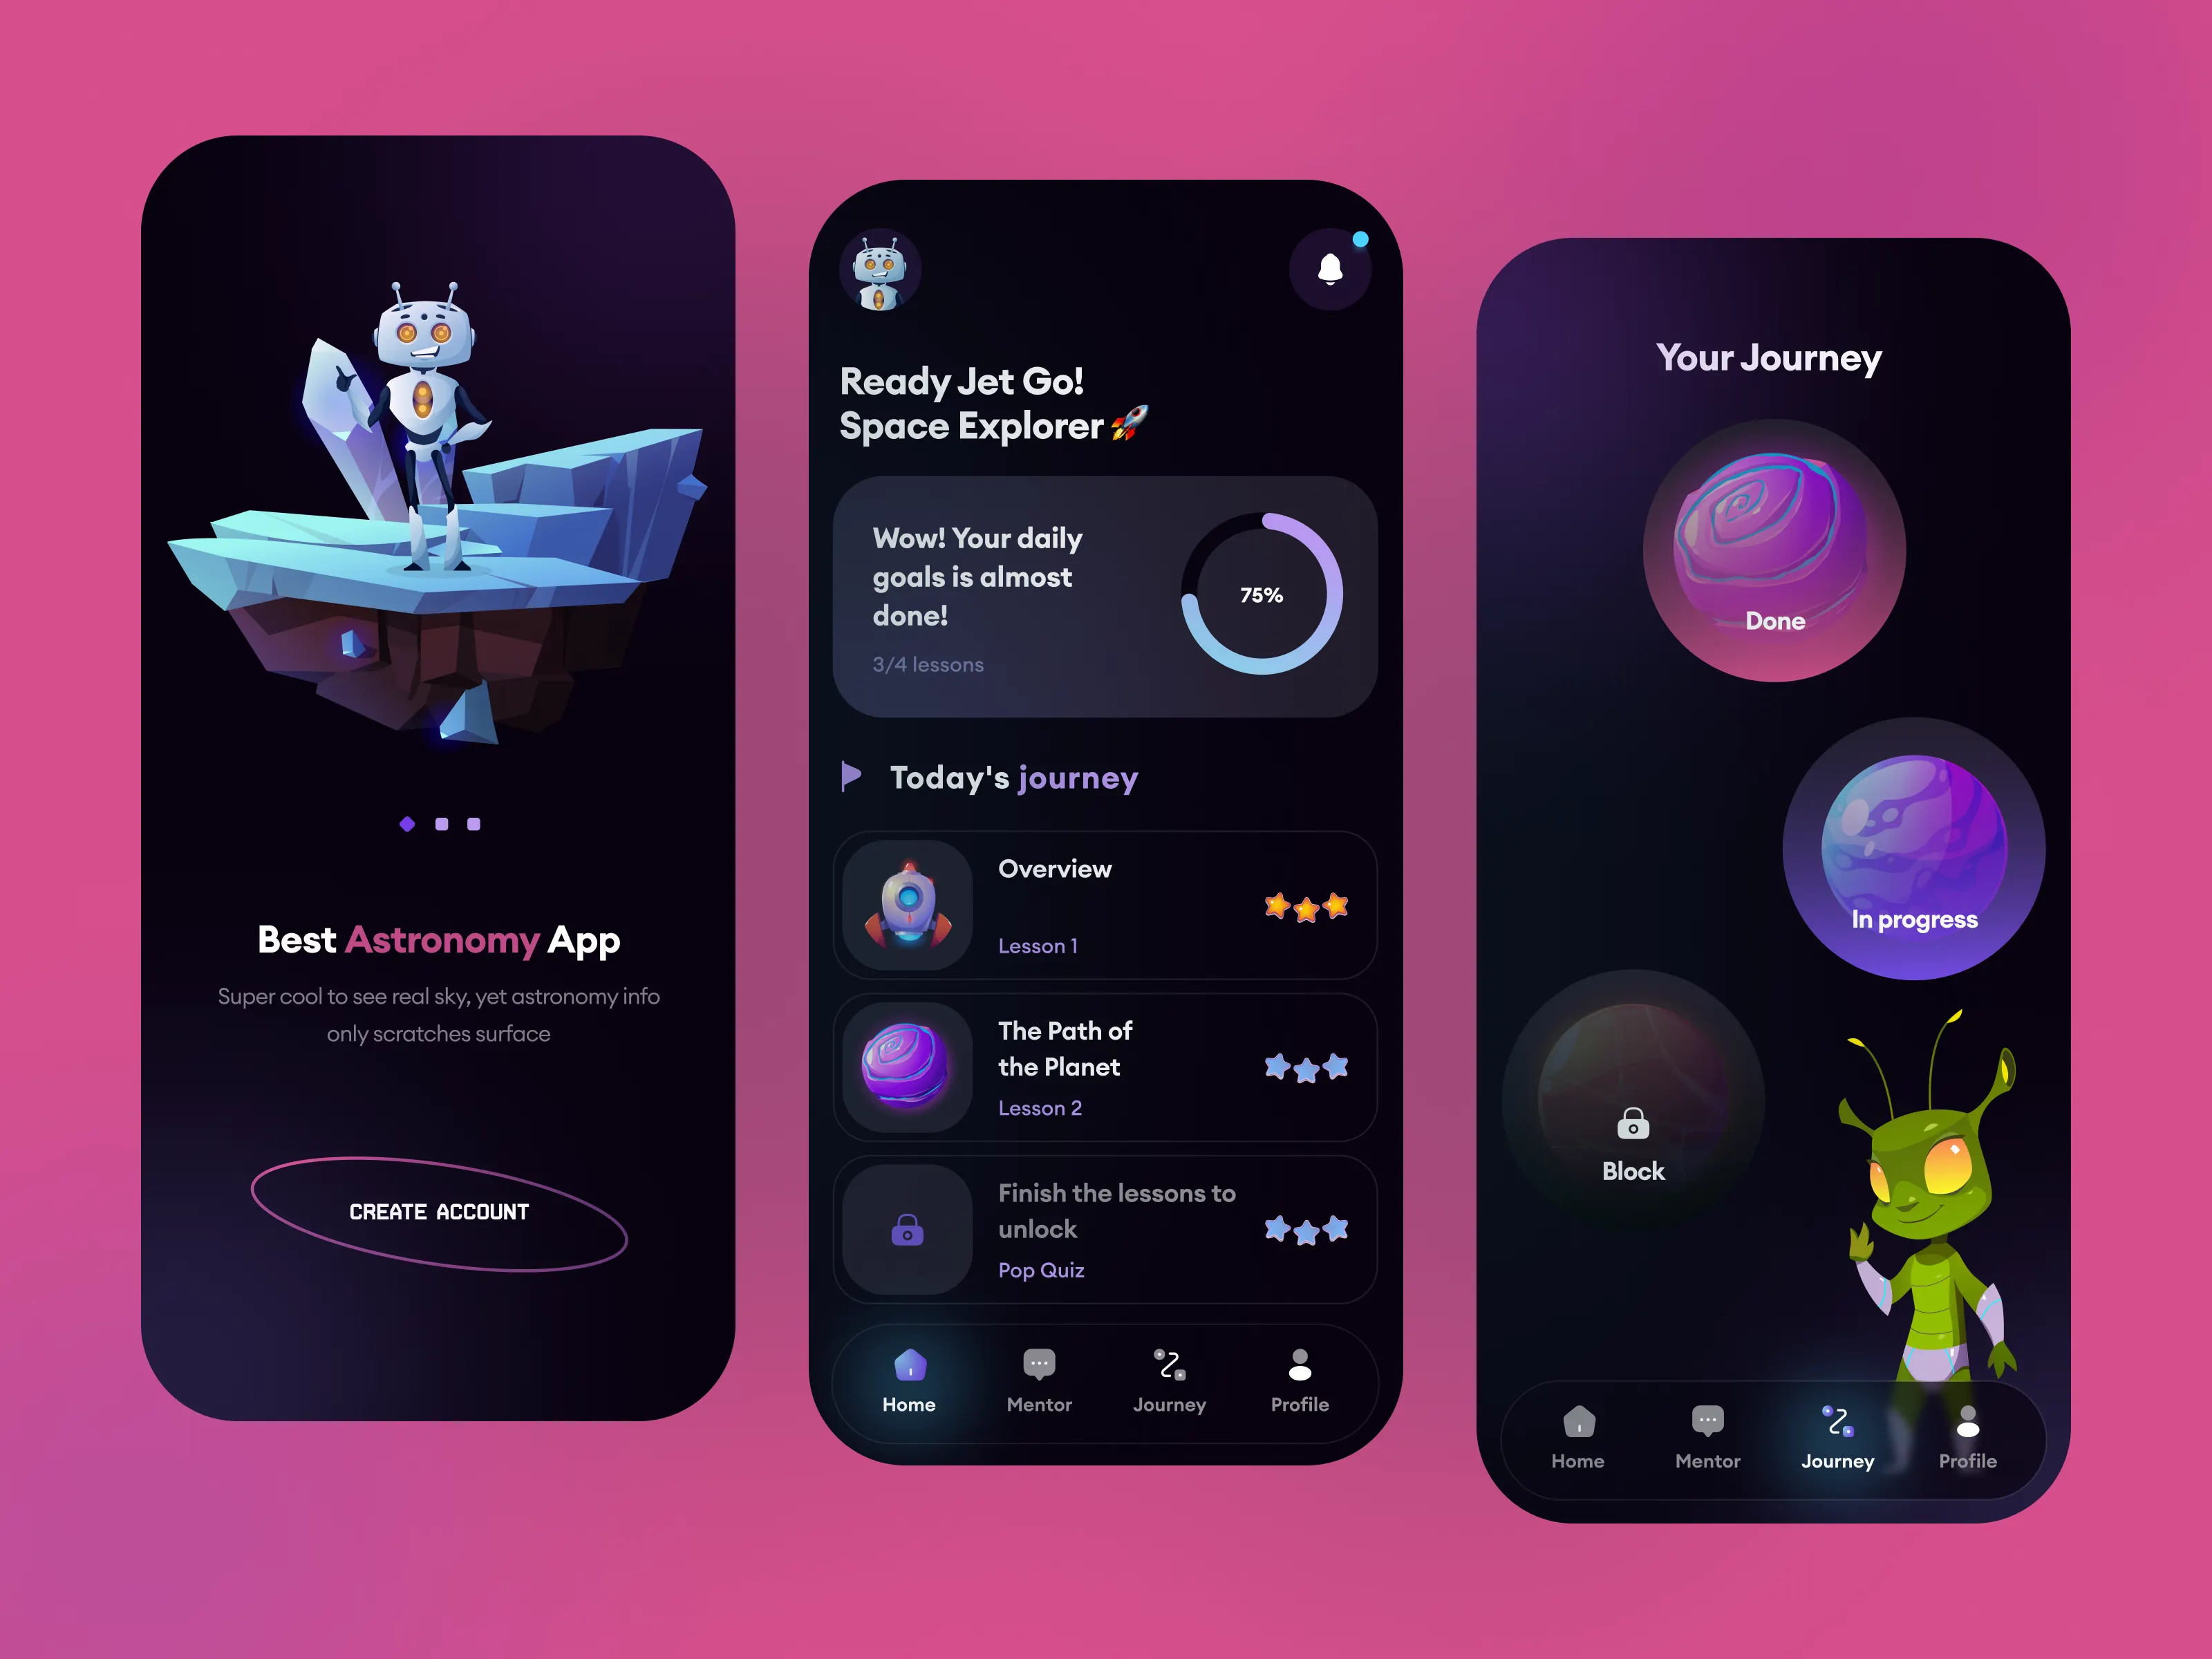 Best Astronomy App
Super cool to see real sky, yet astronomy info
only scratches surface
CREATE ACCOUNT
Ready Jet Go!
Space Explorer 🚀
Wow! Your daily
goals is almost
done!
3/4 lessons
75%
Today's journey
Overview
Lesson 1
The Path of
the Planet
Lesson 2
Finish the lessons to
unlock
Pop Quiz
Home
Mentor
Journey
Profile
Your Journey
Done
In progress
Block
Home
Mentor
Journey
Profile